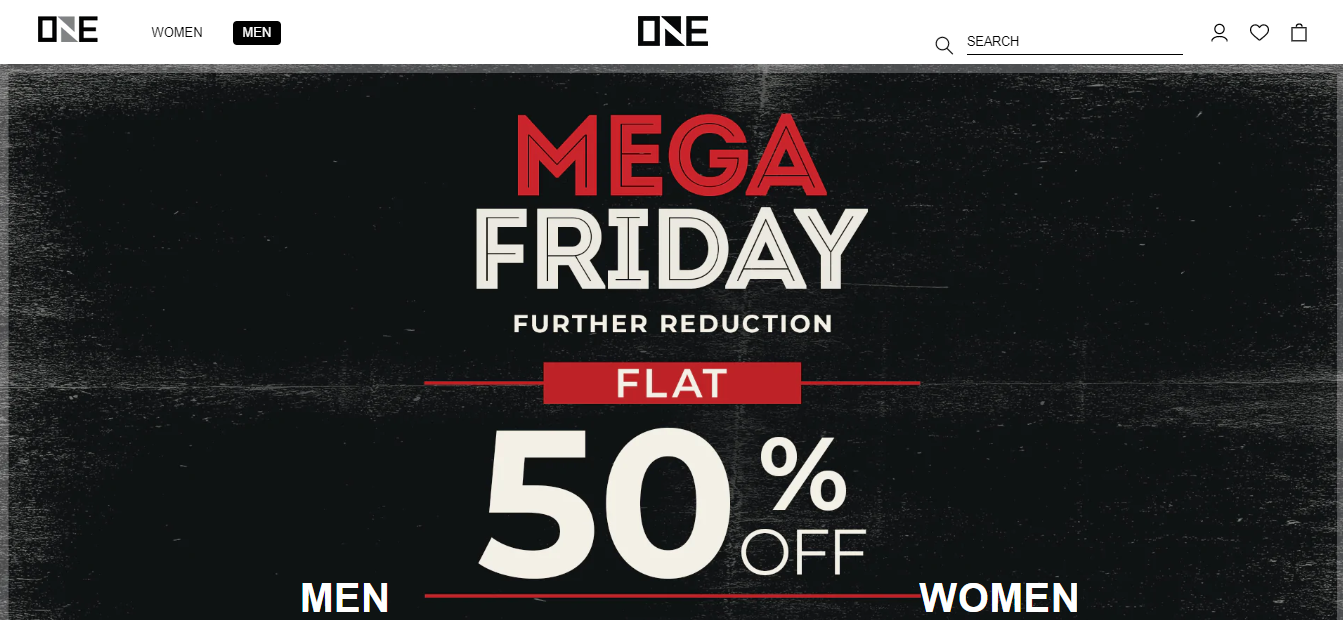 ONE
WOMEN
MEN
ONE
SEARCH
MEGA
FRIDAY
FURTHER REDUCTION
FLAT
50%
OFF
MEN
WOMEN